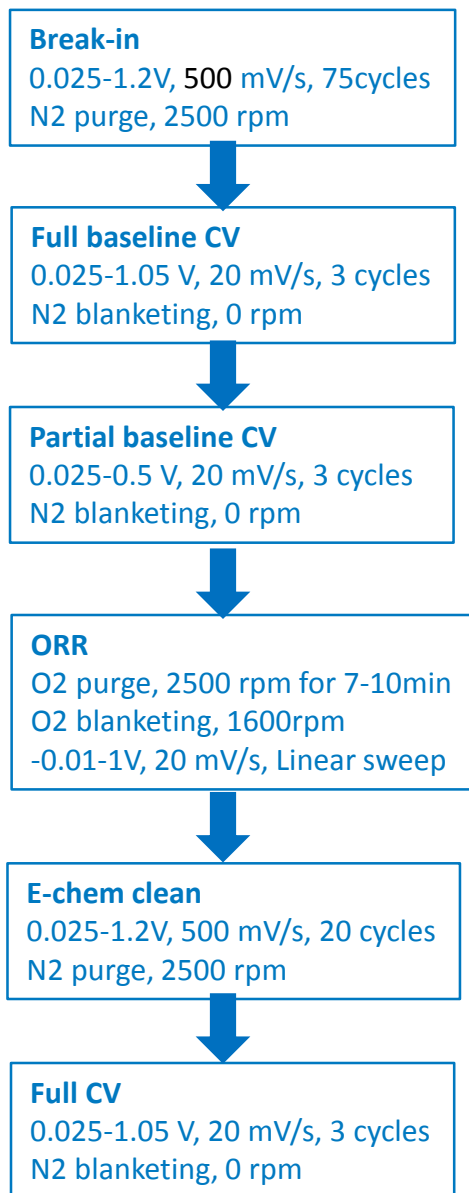 Break-in
0.025-1.2V, 500 mV/s, 75cycles
N2 purge, 2500 rpm
Full baseline CV
0.025-1.05 V, 20 mV/s, 3 cycles
N2 blanketing, 0 rpm
Partial baseline CV
0.025-0.5 V, 20 mV/s, 3 cycles
N2 blanketing, 0 rpm
ORR
O2 purge, 2500 rpm for 7-10min
O2 blanketing, 1600rpm
-0.01-1V, 20 mV/s, Linear sweep
E-chem clean
0.025-1.2V, 500 mV/s, 20 cycles
N2 purge, 2500 rpm
Full CV
0.025-1.05 V, 20 mV/s, 3 cycles
N2 blanketing, 0 rpm